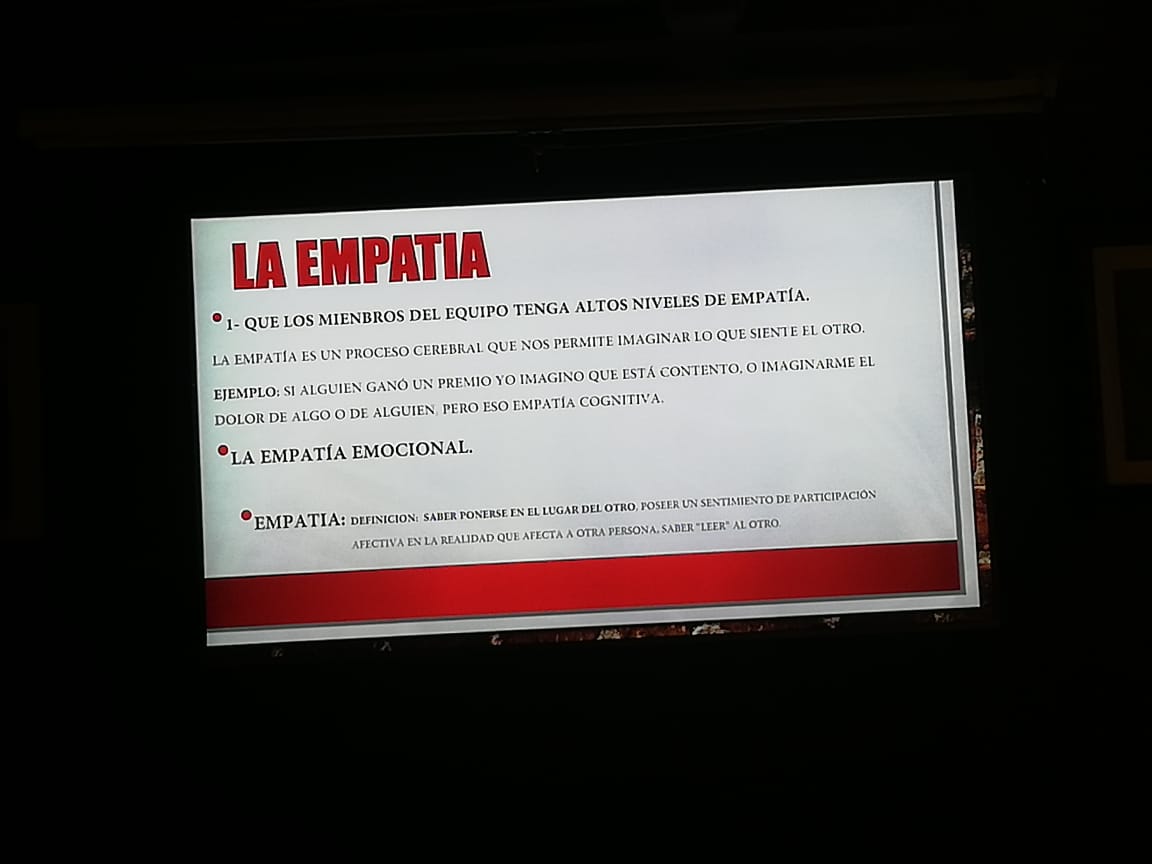 LA EMPATIA
1- QUE LOS MIENBROS DEL EQUIPO TENGA ALTOS NIVELES DE EMPATÍA.
LA EMPATÍA ES UN PROCESO CEREBRAL QUE NOS PERMITE IMAGINAR LO QUE SIENTE EL OTRO.
EJEMPLO: SI ALGUIEN GANÓ UN PREMIO YO IMAGINO QUE ESTÁ CONTENTO, O IMAGINARME EL
DOLOR DE ALGO O DE ALGUIEN, PERO ESO EMPATÍA COGNITIVA.
LA EMPATÍA EMOCIONAL.
EMPATIA: DEFINICION: SABER PONERSE EN EL LUGAR DEL OTRO, POSEER UN SENTIMIENTO DE PARTICIPACIÓN
AFECTIVA EN LA REALIDAD QUE AFECTA A OTRA PERSONA, SABER "LEER" AL OTRO.